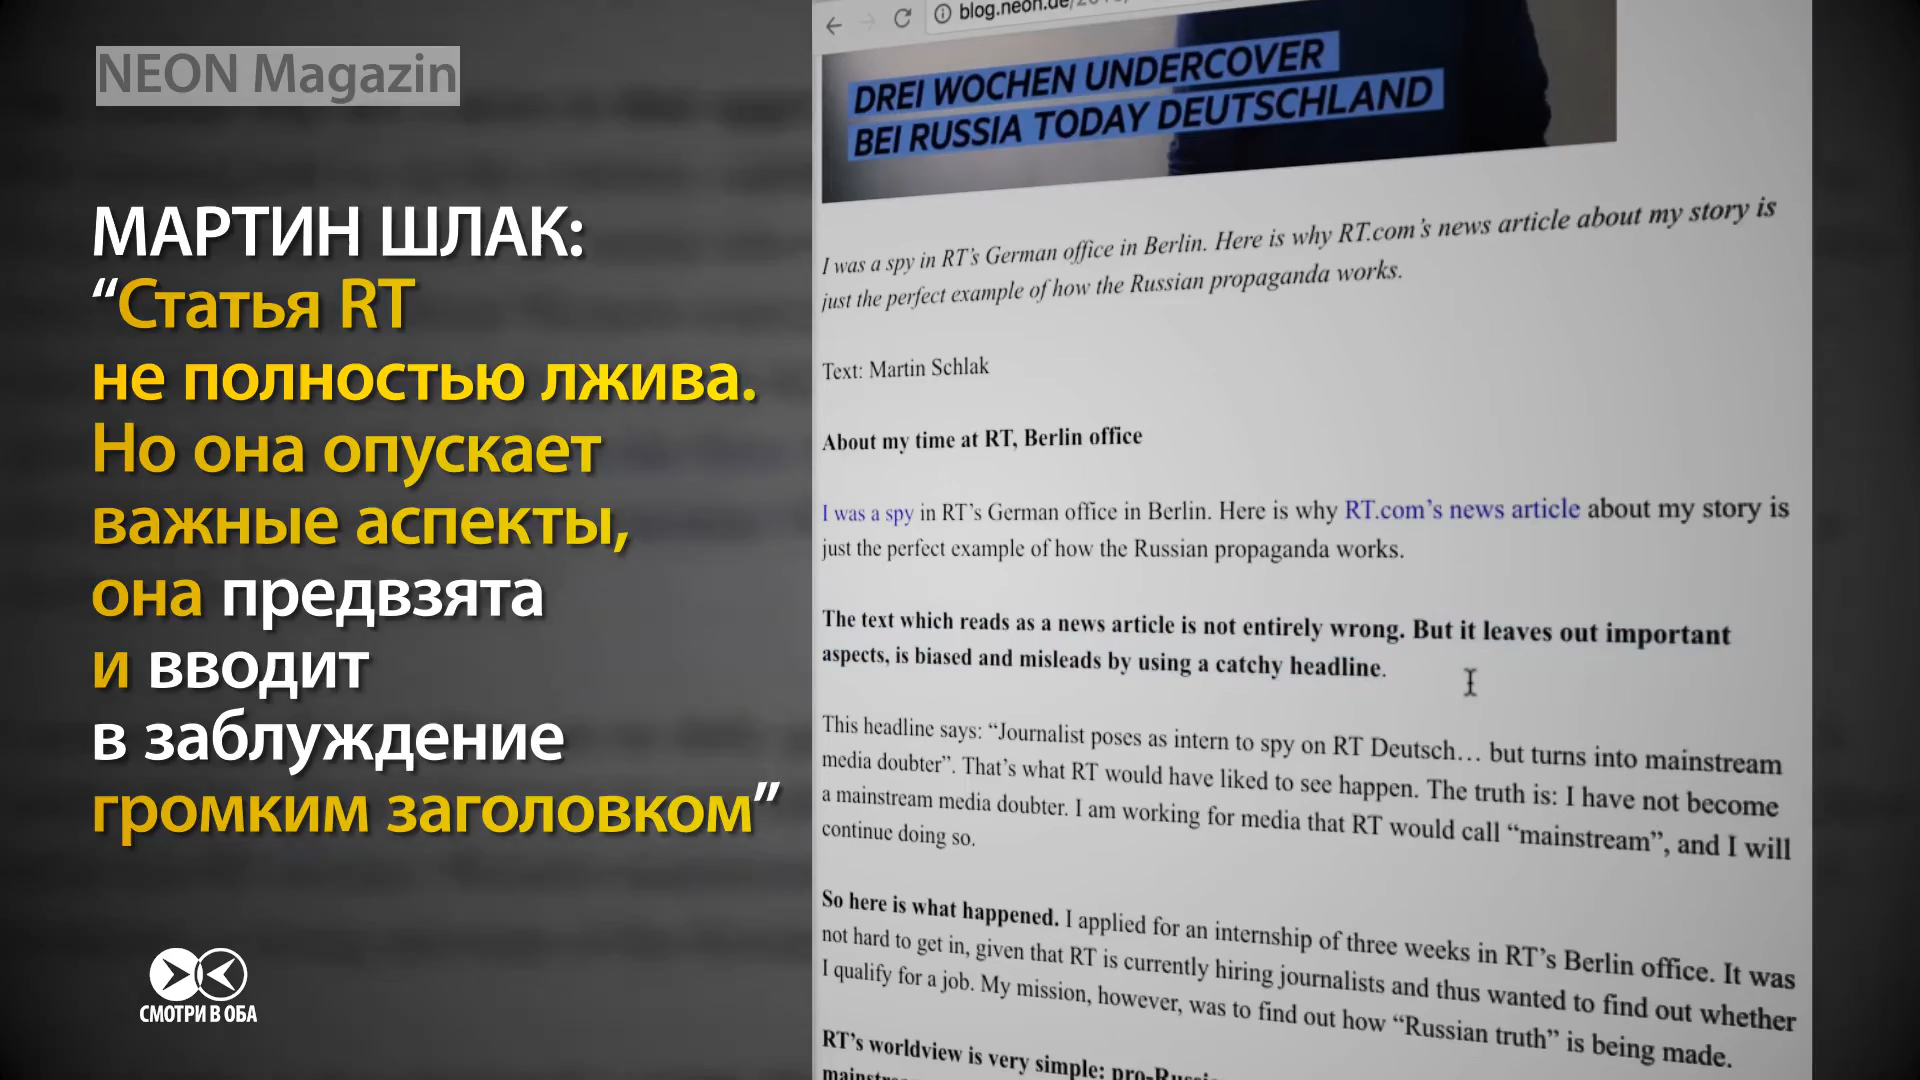 NEON Magazin
МАРТИН ШЛАК:
“Статья RT
не полностью лжива.
Но она опускает
важные аспекты,
она предвзята
и вводит
в заблуждение
громким заголовком”
СМОТРИ В ОБА
blog.neon.de/
DREI WOCHEN UNDERCOVER
BEI RUSSIA TODAY DEUTSCHLAND
I was a spy in RT’s German office in Berlin. Here is why RT.com’s news article about my story is
just the perfect example of how the Russian propaganda works.
Text: Martin Schlak
About my time at RT, Berlin office
I was a spy in RT’s German office in Berlin. Here is why RT.com’s news article about my story is
just the perfect example of how the Russian propaganda works.
The text which reads as a news article is not entirely wrong. But it leaves out important
aspects, is biased and misleads by using a catchy headline.
This headline says: “Journalist poses as intern to spy on RT Deutsch… but turns into mainstream
media doubter”. That’s what RT would have liked to see happen. The truth is: I have not become
a mainstream media doubter. I am working for media that RT would call “mainstream”, and I will
continue doing so.
So here is what happened. I applied for an internship of three weeks in RT’s Berlin office. It was
not hard to get in, given that RT is currently hiring journalists and thus wanted to find out whether
I qualify for a job. My mission, however, was to find out how “Russian truth” is being made.
RT’s worldview is very simple: